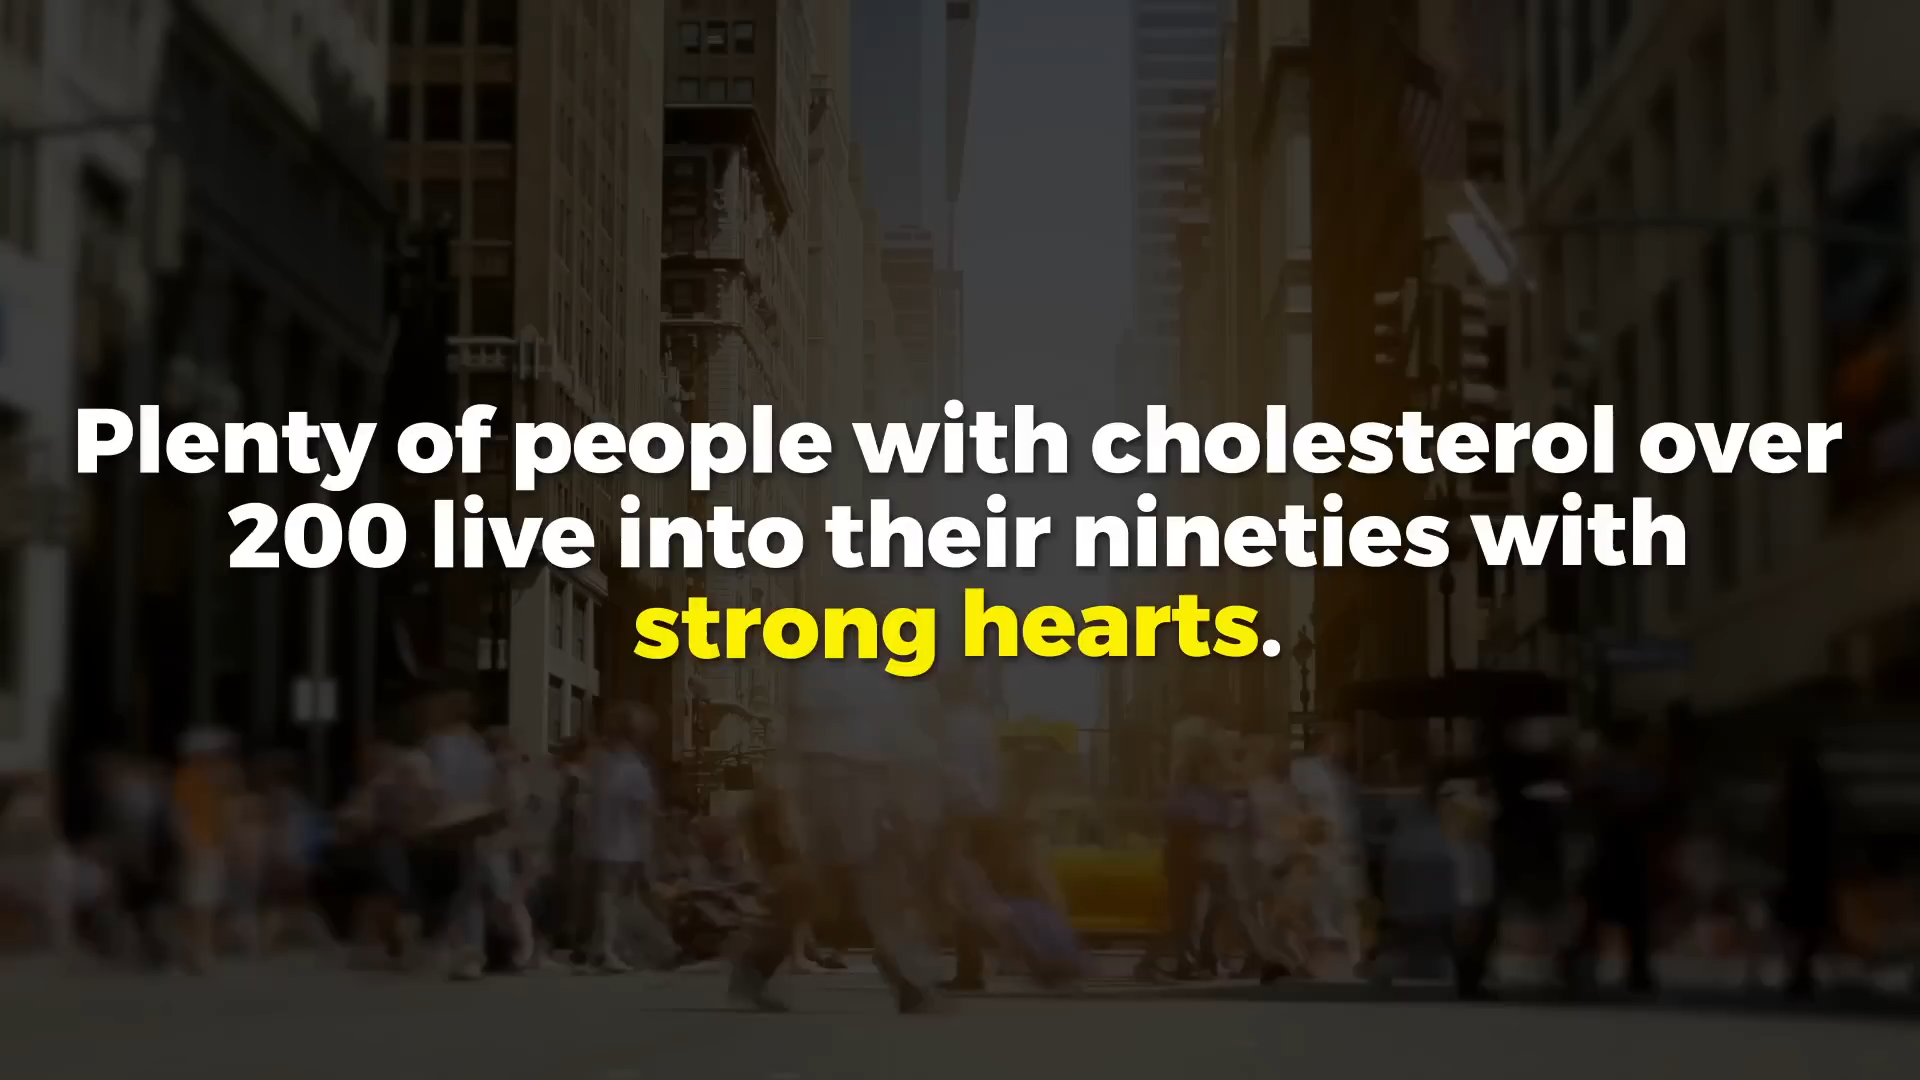 Plenty of people with cholesterol over
200 live into their nineties with
strong hearts.